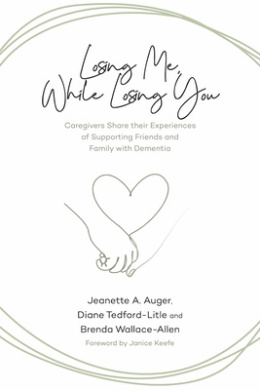 Losing Me,
While Losing You
Caregivers Share their Experiences
of Supporting Friends and
Family with Dementia
Jeanette A. Auger,
Diane Tedford-Litle and
Brenda Wallace-Allen
Foreword by Janice Keefe